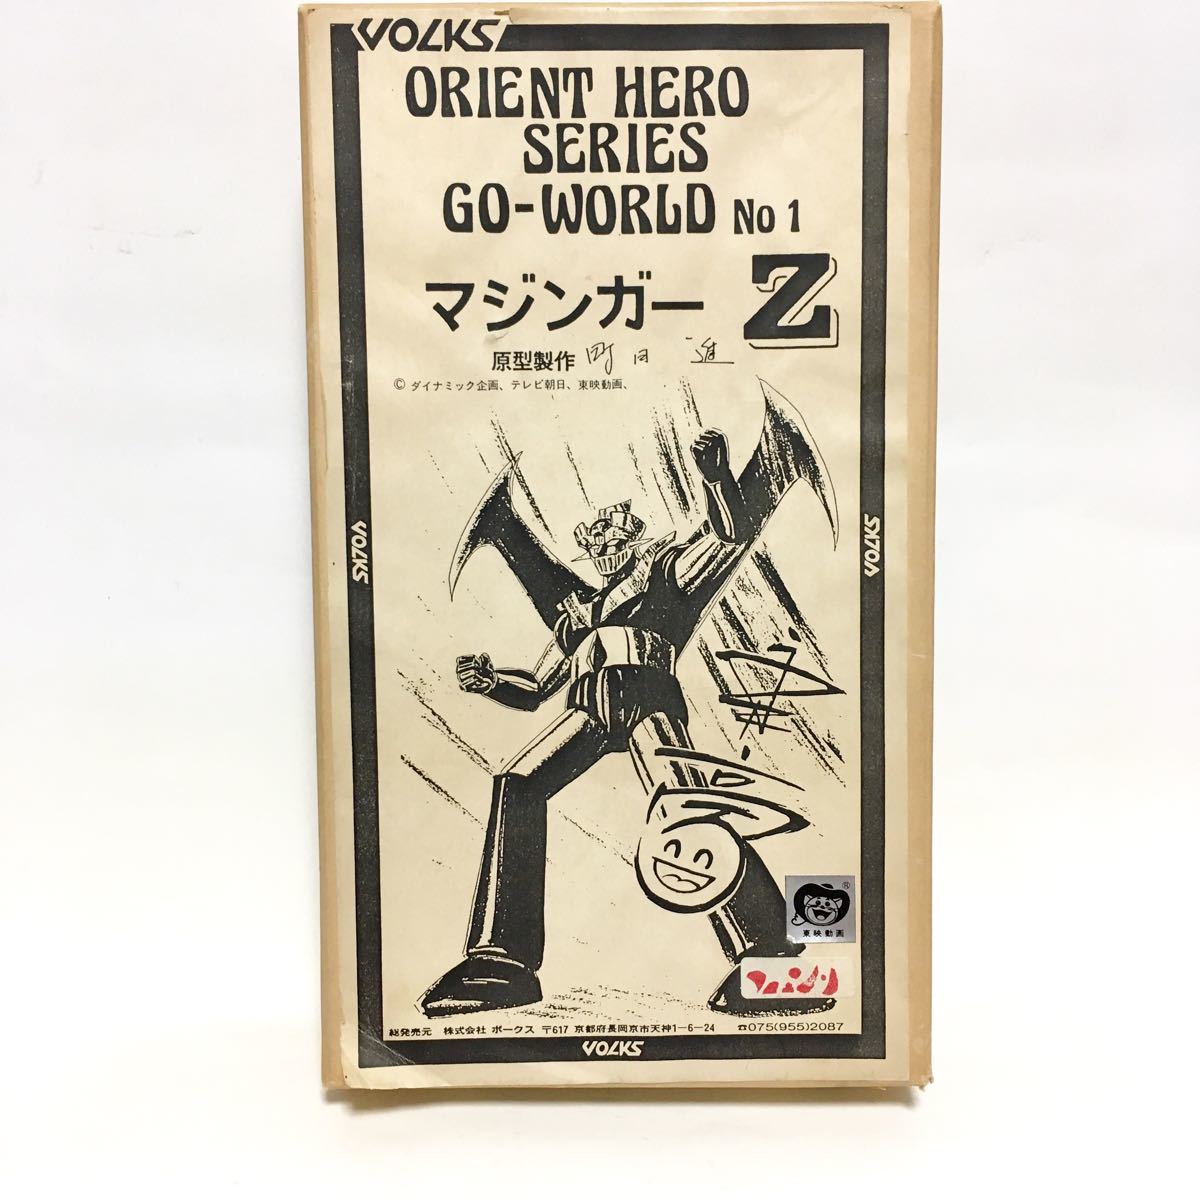 VOLKS
ORIENT HERO
SERIES
GO-WORLD No 1
マジンガー Z
原型製作
© ダイナミック企画、テレビ朝日、東映動画、
VOLKS
VOLKS
®
東映動画
総発売元 株式会社 ボークス 〒617 京都府長岡京市天神1-6-24 ☎075(955)2087
VOLKS